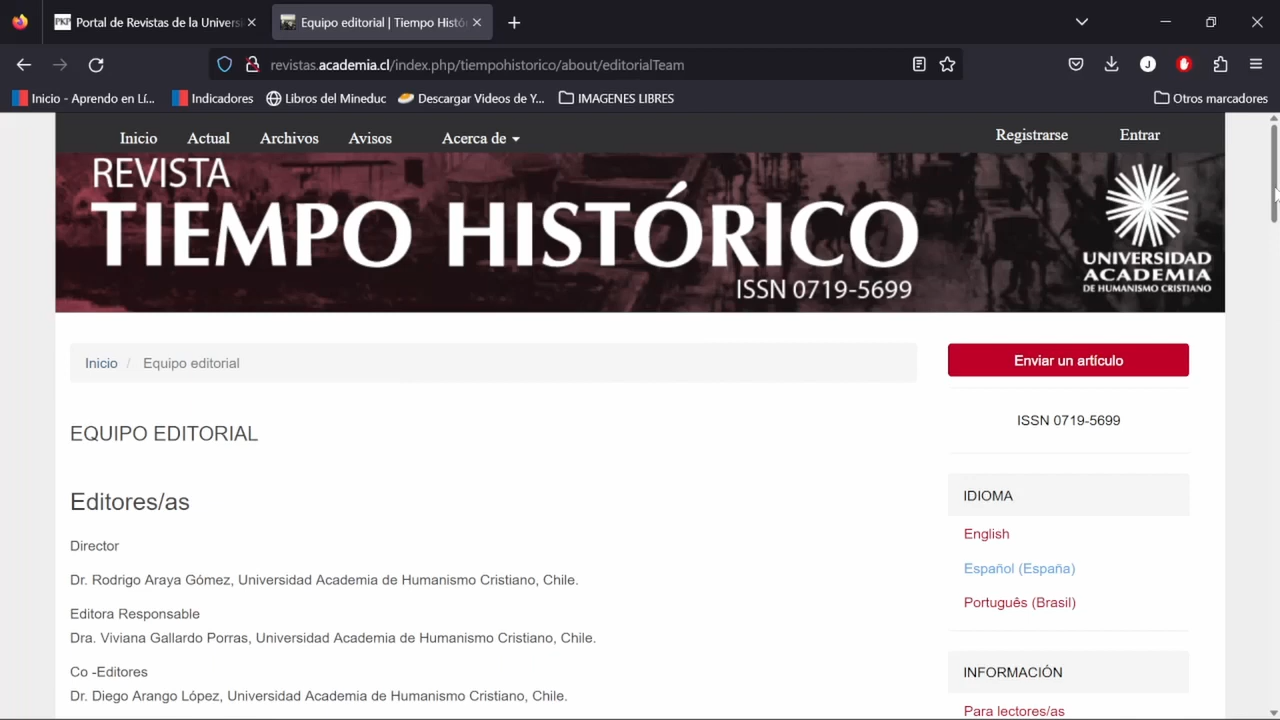 PKP Portal de Revistas de la Universi
Equipo editorial | Tiempo Histó
revistas.academia.cl/index.php/tiempohistorico/about/editorialTeam
J
Inicio - Aprendo en Lí...
Indicadores
Libros del Mineduc
Descargar Videos de Y...
IMAGENES LIBRES
Otros marcadores
Inicio
Actual
Archivos
Avisos
Acerca de
Registrarse
Entrar
REVISTA
TIEMPO HISTÓRICO
ISSN 0719-5699
UNIVERSIDAD
ACADEMIA
DE HUMANISMO CRISTIANO
Inicio / Equipo editorial
EQUIPO EDITORIAL
Editores/as
Director
Dr. Rodrigo Araya Gómez, Universidad Academia de Humanismo Cristiano, Chile.
Editora Responsable
Dra. Viviana Gallardo Porras, Universidad Academia de Humanismo Cristiano, Chile.
Co -Editores
Dr. Diego Arango López, Universidad Academia de Humanismo Cristiano, Chile.
Enviar un artículo
ISSN 0719-5699
IDIOMA
English
Español (España)
Português (Brasil)
INFORMACIÓN
Para lectores/as